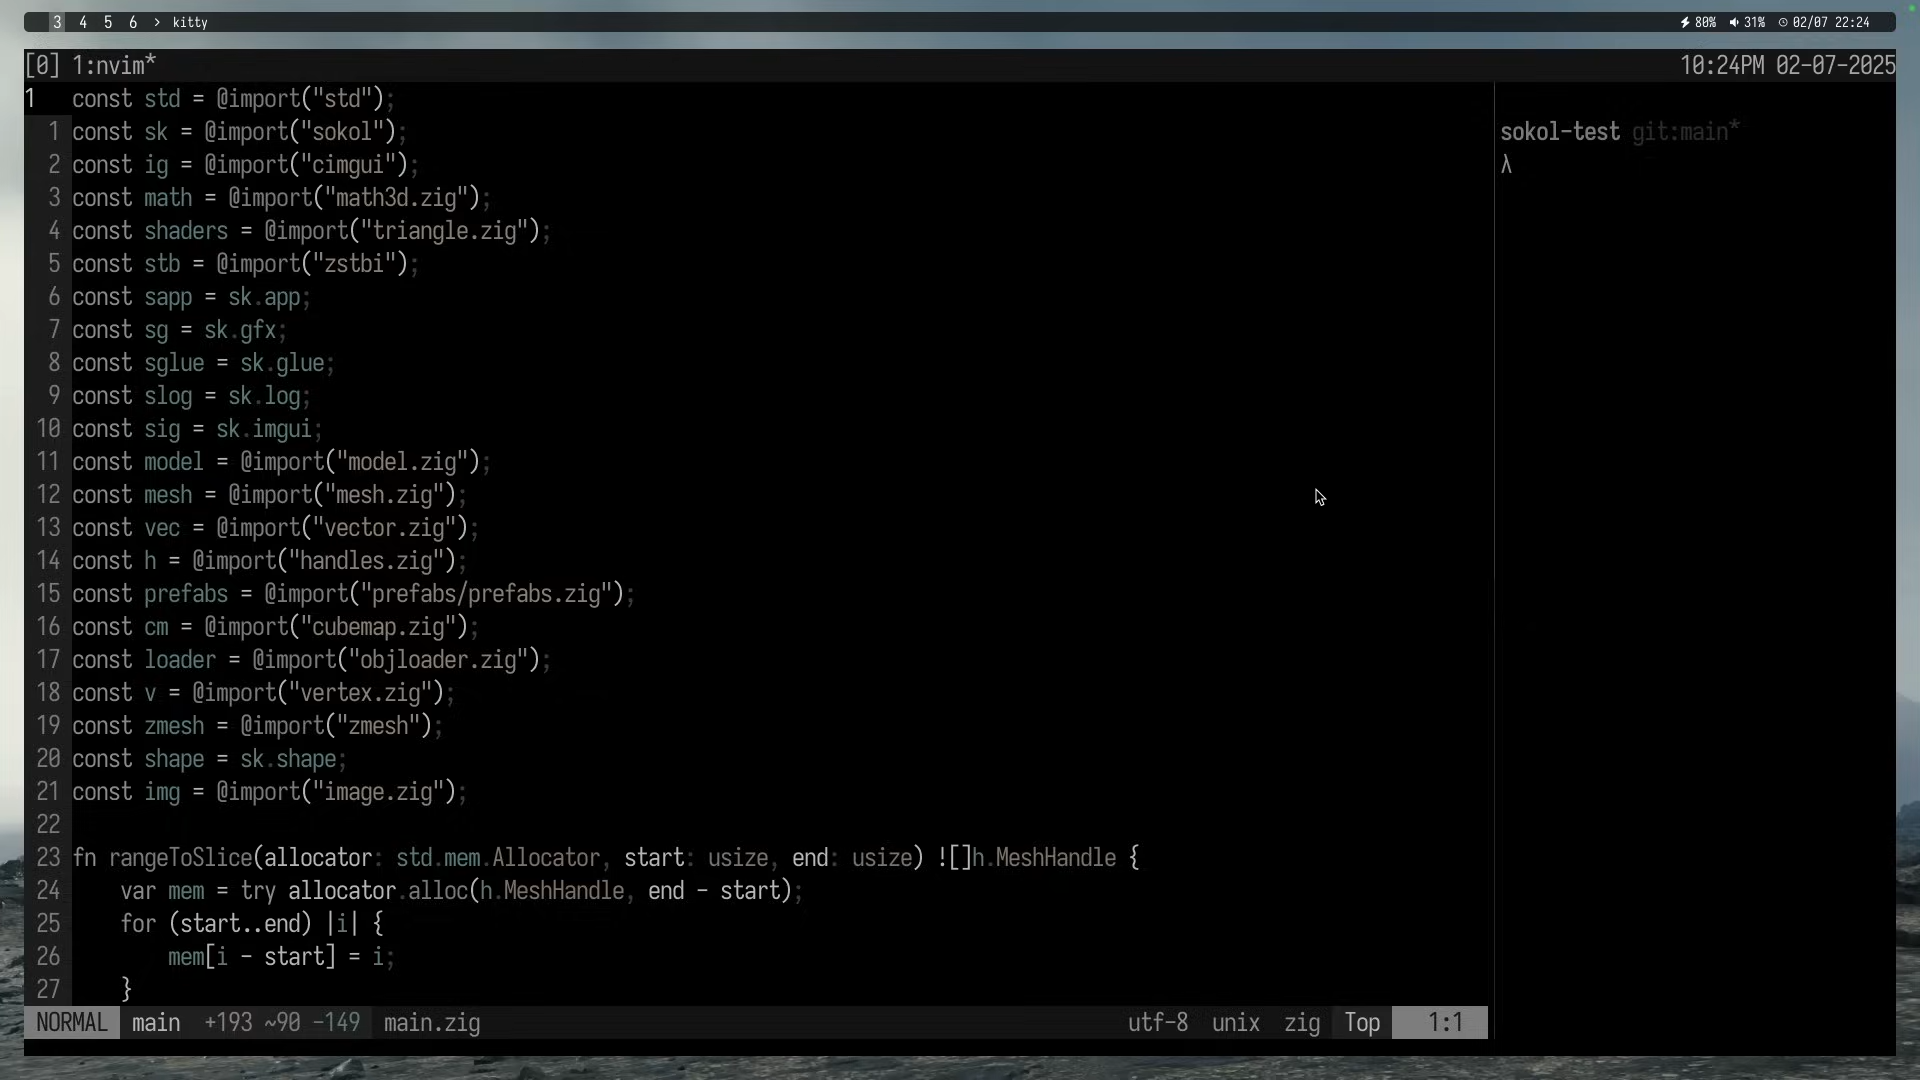 3 4 5 6 > kitty 80% 31% 02/07 22:24
[0] 1:nvim* 10:24PM 02-07-2025
1 const std = @import("std");
1 const sk = @import("sokol");
2 const ig = @import("cimgui");
3 const math = @import("math3d.zig");
4 const shaders = @import("triangle.zig");
5 const stb = @import("zstbi");
6 const sapp = sk.app;
7 const sg = sk.gfx;
8 const sglue = sk.glue;
9 const slog = sk.log;
10 const sig = sk.imgui;
11 const model = @import("model.zig");
12 const mesh = @import("mesh.zig");
13 const vec = @import("vector.zig");
14 const h = @import("handles.zig");
15 const prefabs = @import("prefabs/prefabs.zig");
16 const cm = @import("cubemap.zig");
17 const loader = @import("objloader.zig");
18 const v = @import("vertex.zig");
19 const zmesh = @import("zmesh");
20 const shape = sk.shape;
21 const img = @import("image.zig");
22
23 fn rangeToSlice(allocator: std.mem.Allocator, start: usize, end: usize) ![]h.MeshHandle {
24     var mem = try allocator.alloc(h.MeshHandle, end - start);
25     for (start..end) |i| {
26         mem[i - start] = i;
27     }
NORMAL main +193 ~90 -149 main.zig utf-8 unix zig Top 1:1
sokol-test git:main*
λ